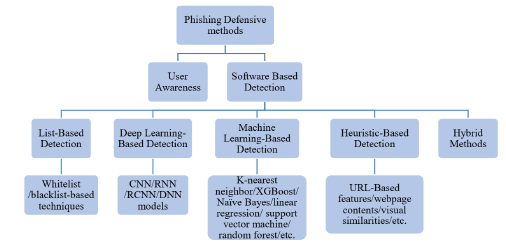 Phishing Defensive
methods
User
Awareness
Software Based
Detection
List-Based
Detection
Deep Learning-
Based Detection
Machine
Learning-Based
Detection
Heuristic-Based
Detection
Hybrid
Methods
Whitelist
/blacklist-based
techniques
CNN/RNN
/RCNN/DNN
models
K-nearest
neighbor/XGBoost/
Naïve Bayes/linear
regression/ support
vector machine/
random forest/etc.
URL-Based
features/webpage
contents/visual
similarities/etc.